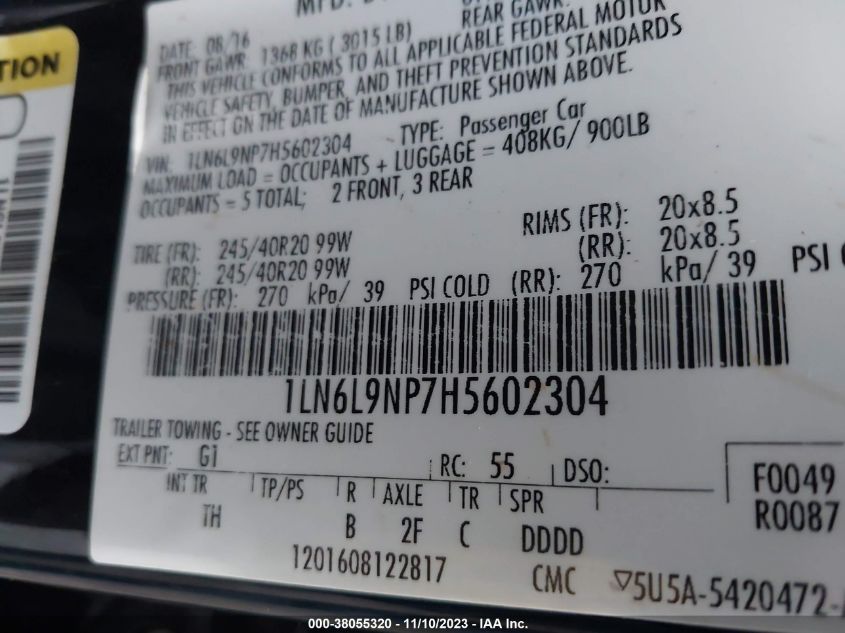 MFD.
REAR GAWR:
DATE: 08/16
FRONT GAWR: 1368 KG ( 3015 LB)
THIS VEHICLE CONFORMS TO ALL APPLICABLE FEDERAL MOTOR
VEHICLE SAFETY, BUMPER, AND THEFT PREVENTION STANDARDS
IN EFFECT ON THE DATE OF MANUFACTURE SHOWN ABOVE.
VIN: 1LN6L9NP7H5602304 TYPE: Passenger Car
MAXIMUM LOAD = OCCUPANTS + LUGGAGE = 408KG/ 900LB
OCCUPANTS = 5 TOTAL; 2 FRONT, 3 REAR
RIMS (FR): 20x8.5
TIRE (FR): 245/40R20 99W (RR): 20x8.5
(RR): 245/40R20 99W
PRESSURE (FR): 270 kPa/ 39 PSI COLD (RR): 270 kPa/ 39 PSI
1LN6L9NP7H5602304
TRAILER TOWING - SEE OWNER GUIDE
EXT PNT: G1 RC: 55 DSO:
INT TR TP/PS R AXLE TR SPR
TH B 2F C DDDD
F0049
R0087
1201608122817 CMC ▽5U5A-5420472-
000-38055320 — 11/10/2023 — IAA Inc.